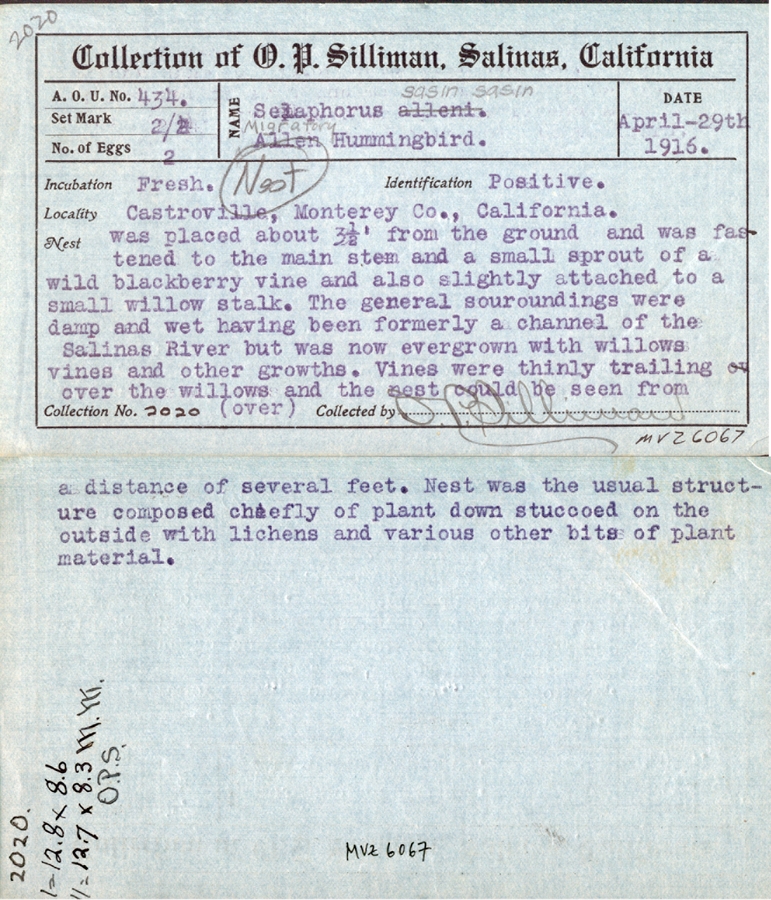 2020
Collection of O. P. Silliman, Salinas, California
A. O. U. No. 434.
Set Mark 2/2
No. of Eggs 2
NAME
sasin sasin
Selaphorus alleni.
Migratory
Allen Hummingbird.
DATE
April-29th
1916.
Incubation Fresh. Nest Identification Positive.
Locality Castroville, Monterey Co., California.
Nest was placed about 3½' from the ground and was fas-
tened to the main stem and a small sprout of a
wild blackberry vine and also slightly attached to a
small willow stalk. The general souroundings were
damp and wet having been formerly a channel of the
Salinas River but was now evergrown with willows
vines and other growths. Vines were thinly trailing ov
over the willows and the nest could be seen from
Collection No. 2020 (over) Collected by O. P. Silliman
MVZ 6067
a distance of several feet. Nest was the usual struct-
ure composed chiefly of plant down stuccoed on the
outside with lichens and various other bits of plant
material.
2020.
1= 12.8 x 8.6
11= 12.7 x 8.3 m.m.
O.P.S.
MVZ 6067